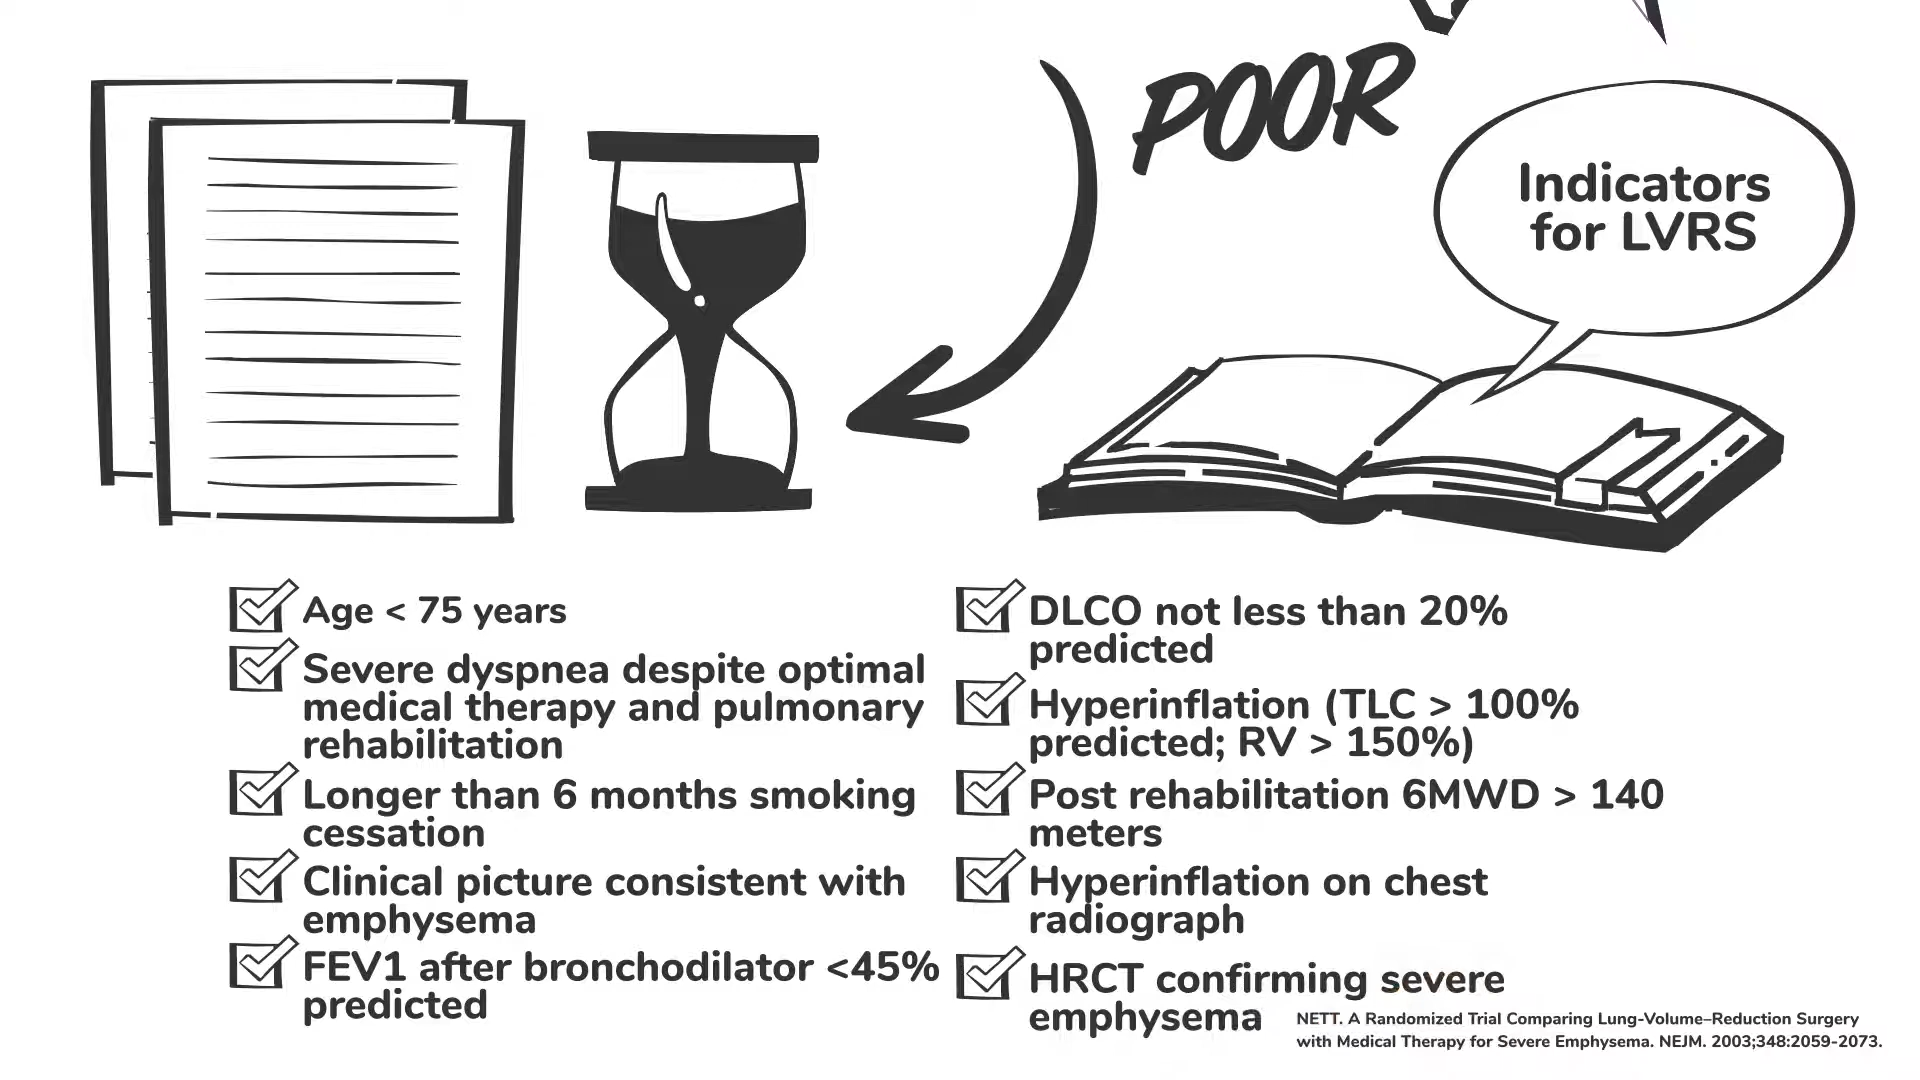 POOR
Indicators
for LVRS
Age < 75 years
Severe dyspnea despite optimal
medical therapy and pulmonary
rehabilitation
Longer than 6 months smoking
cessation
Clinical picture consistent with
emphysema
FEV1 after bronchodilator <45%
predicted
DLCO not less than 20%
predicted
Hyperinflation (TLC > 100%
predicted; RV > 150%)
Post rehabilitation 6MWD > 140
meters
Hyperinflation on chest
radiograph
HRCT confirming severe
emphysema
NETT. A Randomized Trial Comparing Lung-Volume–Reduction Surgery
with Medical Therapy for Severe Emphysema. NEJM. 2003;348:2059-2073.